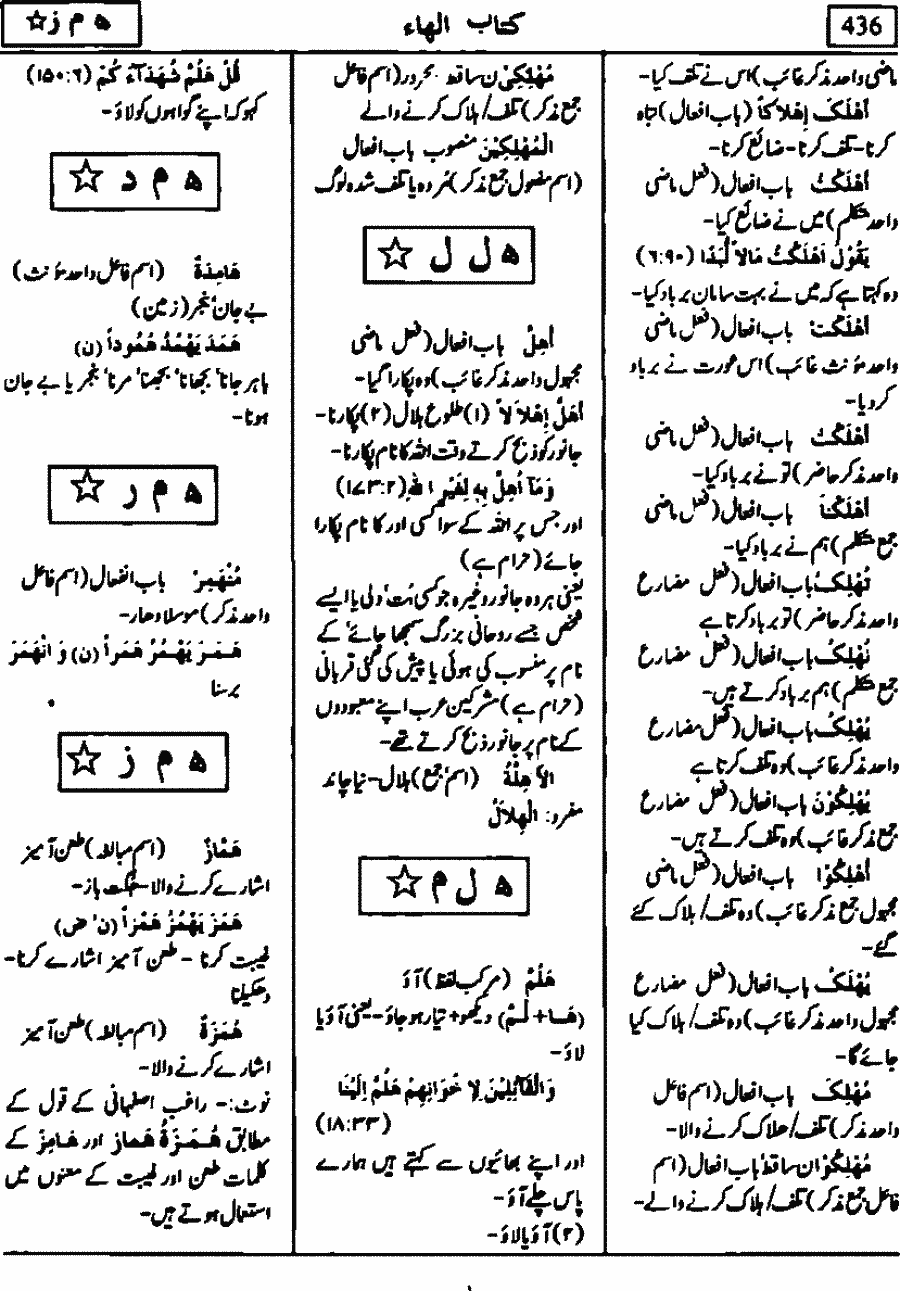 436
کتاب الهاء
ھ م ز ☆
ماضی واحد مذکر غائب) اس نے تلف کیا-
أَهْلَكَ إِهْلَاكاً (باب افعال) تباہ
کرنا- تلف کرنا- ضائع کرنا-
أَهْلَكْتُ باب افعال (فعل ماضی
واحد متکلم) میں نے ضائع کیا-
يَقُوْلُ اَهْلَكْتُ مَالاً لُّبَدًا (۶:۹۰)
وہ کہتا ہے کہ میں نے بہت سا مال برباد کیا-
أَهْلَكَتْ باب افعال (فعل ماضی
واحد مؤنث غائب) اس عورت نے برباد
کر دیا-
أَهْلَكْتَ باب افعال (فعل ماضی
واحد مذکر حاضر) تو نے برباد کیا-
أَهْلَكْنَا باب افعال (فعل ماضی
جمع متکلم) ہم نے برباد کیا-
تُهْلِكُ باب افعال (فعل مضارع
واحد مذکر حاضر) تو برباد کرتا ہے
نُهْلِكُ باب افعال (فعل مضارع
جمع متکلم) ہم برباد کرتے ہیں-
يُهْلِكُ باب افعال (فعل مضارع
واحد مذکر غائب) وہ تلف کرتا ہے
يُهْلِكُوْنَ باب افعال (فعل مضارع
جمع مذکر غائب) وہ تلف کرتے ہیں-
أُهْلِكُوْا باب افعال (فعل ماضی
مجہول جمع مذکر غائب) وہ تلف/ہلاک کئے
گئے-
يُهْلَكُ باب افعال (فعل مضارع
مجہول واحد مذکر غائب) وہ تلف/ہلاک کیا
جائے گا-
مُهْلِكَ باب افعال (اسم فاعل
واحد مذکر) تلف/ھلاک کرنے والا-
مُهْلِكُوْا ن ساقط باب افعال (اسم
فاعل جمع مذکر) تلف/ہلاک کرنے والے-
مُهْلِكِيْ ن ساقط مجرور (اسم فاعل
جمع مذکر) تلف/ہلاک کرنے والے
الْمُهْلَكِيْنَ منصوب باب افعال
(اسم مفعول جمع مذکر) مُردہ یا تلف شدہ لوگ
ھ ل ل ☆
أُهِلَّ باب افعال (فعل ماضی
مجہول واحد مذکر غائب) وہ پکارا گیا-
أَهَلَّ إِهْلَالاً (۱) طلوع ہلال (۲) پکارنا-
جانور کو ذبح کرتے وقت اللہ کا نام پکارنا-
وَمَآ أُهِلَّ بِهِ لِغَيْرِ اللهِ (۱۷۳:۲)
اور جس پر اللہ کے سوا کسی اور کا نام پکارا
جائے (حرام ہے)
یعنی ہر وہ جانور وغیرہ جو کسی بُت' ولی یا ایسے
شخص جسے روحانی بزرگ سمجھا جائے' کے
نام پر منسوب کی ہوئی یا پیش کی گئی قربانی
(حرام ہے) مشرکین عرب اپنے معبودوں
کے نام پر جانور ذبح کرتے تھے-
الأَهِلَّةُ (اسم جمع) ہلال- نیا چاند
مفرد: الْهِلَالُ
ھ ل م ☆
هَلُمَّ (مرکب لفظ) آؤ
(هَا + لَمَّ) دیکھو + تیار ہو جاؤ - یعنی آؤ یا
لاؤ-
وَالْقَآئِلِيْنَ لِإِخْوَانِهِمْ هَلُمَّ إِلَيْنَا
(۱۸:۳۳)
اور اپنے بھائیوں سے کہتے ہیں ہمارے
پاس چلے آؤ-
(۲) آؤ یا لاؤ-
قُلْ هَلُمَّ شُهَدَآءَ كُمْ (۱۵۰:۶)
کہو کہ اپنے گواہوں کو لاؤ-
ھ م د ☆
هَامِدَةً (اسم فاعل واحد مؤنث)
بے جان' بنجر (زمین)
هَمَدَ يَهْمُدُ هُمُوداً (ن)
باہر جانا' بجھانا' بجھنا' مرنا' بنجر یا بے جان
ہونا-
ھ م ر ☆
مُنْهَمِرٌ باب انفعال (اسم فاعل
واحد مذکر) موسلا دھار-
هَمَرَ يَهْمُرُ هَمَراً (ن) وَ انْهَمَرَ
برسنا
ھ م ز ☆
هَمَّازٌ (اسم مبالغہ) طعن آمیز
اشارے کرنے والا- جگت باز-
هَمَزَ يَهْمُزُ هَمْزاً (ن' ض)
غیبت کرنا - طعن آمیز اشارے کرنا-
دھکیلنا
هُمَزَةٌ (اسم مبالغہ) طعن آمیز
اشارے کرنے والا-
نوٹ:- راغب اصفہانی کے قول کے
مطابق هُمَزَةٌ هَماز اور هَامِزٌ کے
کلمات طعن اور غیبت کے معنوں میں
استعمال ہوتے ہیں-